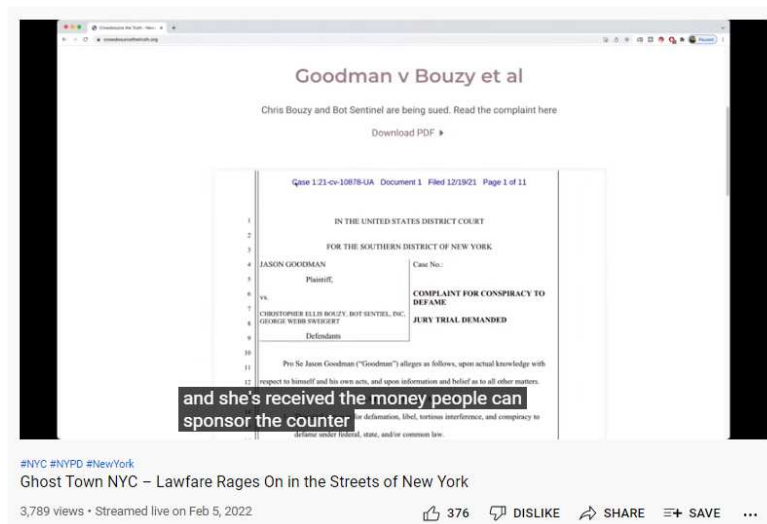 Crowdsource the Truth - New
crowdsourcethetruth.org
Paused
Goodman v Bouzy et al
Chris Bouzy and Bot Sentinel are being sued. Read the complaint here
Download PDF
Case 1:21-cv-10878-UA Document 1 Filed 12/19/21 Page 1 of 11
1
IN THE UNITED STATES DISTRICT COURT
2
3
FOR THE SOUTHERN DISTRICT OF NEW YORK
4
JASON GOODMAN
Case No.:
5
Plaintiff,
6
vs.
COMPLAINT FOR CONSPIRACY TO
DEFAME
7
CHRISTOPHER ELLIS BOUZY, BOT SENTIEL, INC,
8
GEORGE WEBB SWEIGERT
JURY TRIAL DEMANDED
9
Defendants
10
11
Pro Se Jason Goodman ("Goodman") alleges as follows, upon actual knowledge with
12
respect to himself and his own acts, and upon information and belief as to all other matters.
and she's received the money people can
sponsor the counter
for defamation, libel, tortious interference, and conspiracy to
defame under federal, state, and/or common law.
#NYC #NYPD #NewYork
Ghost Town NYC – Lawfare Rages On in the Streets of New York
3,789 views • Streamed live on Feb 5, 2022
376 DISLIKE SHARE SAVE